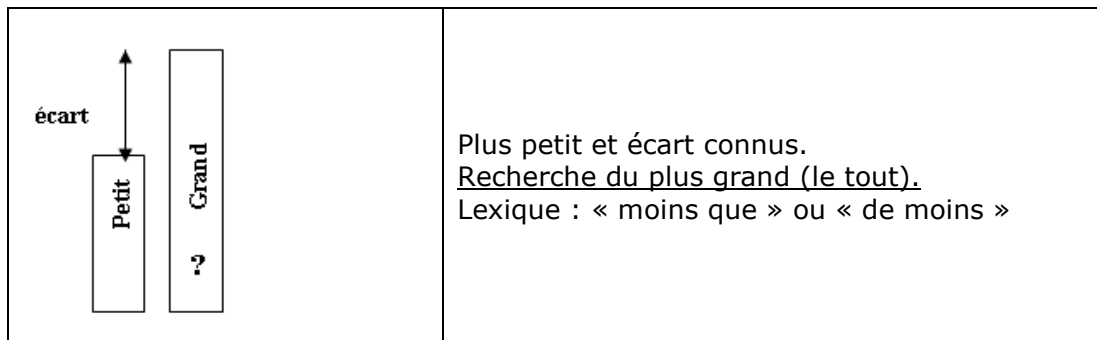 écart
Petit
Grand
?
Plus petit et écart connus.
Recherche du plus grand (le tout).
Lexique : « moins que » ou « de moins »